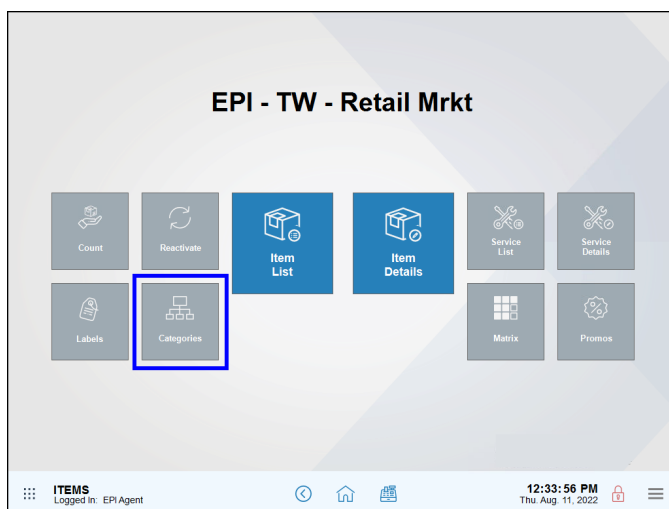 EPI - TW - Retail Mrkt
Count
Reactivate
Item
List
Item
Details
Service
List
Service
Details
Labels
Categories
Matrix
Promos
ITEMS
Logged In: EPI Agent
12:33:56 PM
Thu. Aug. 11, 2022